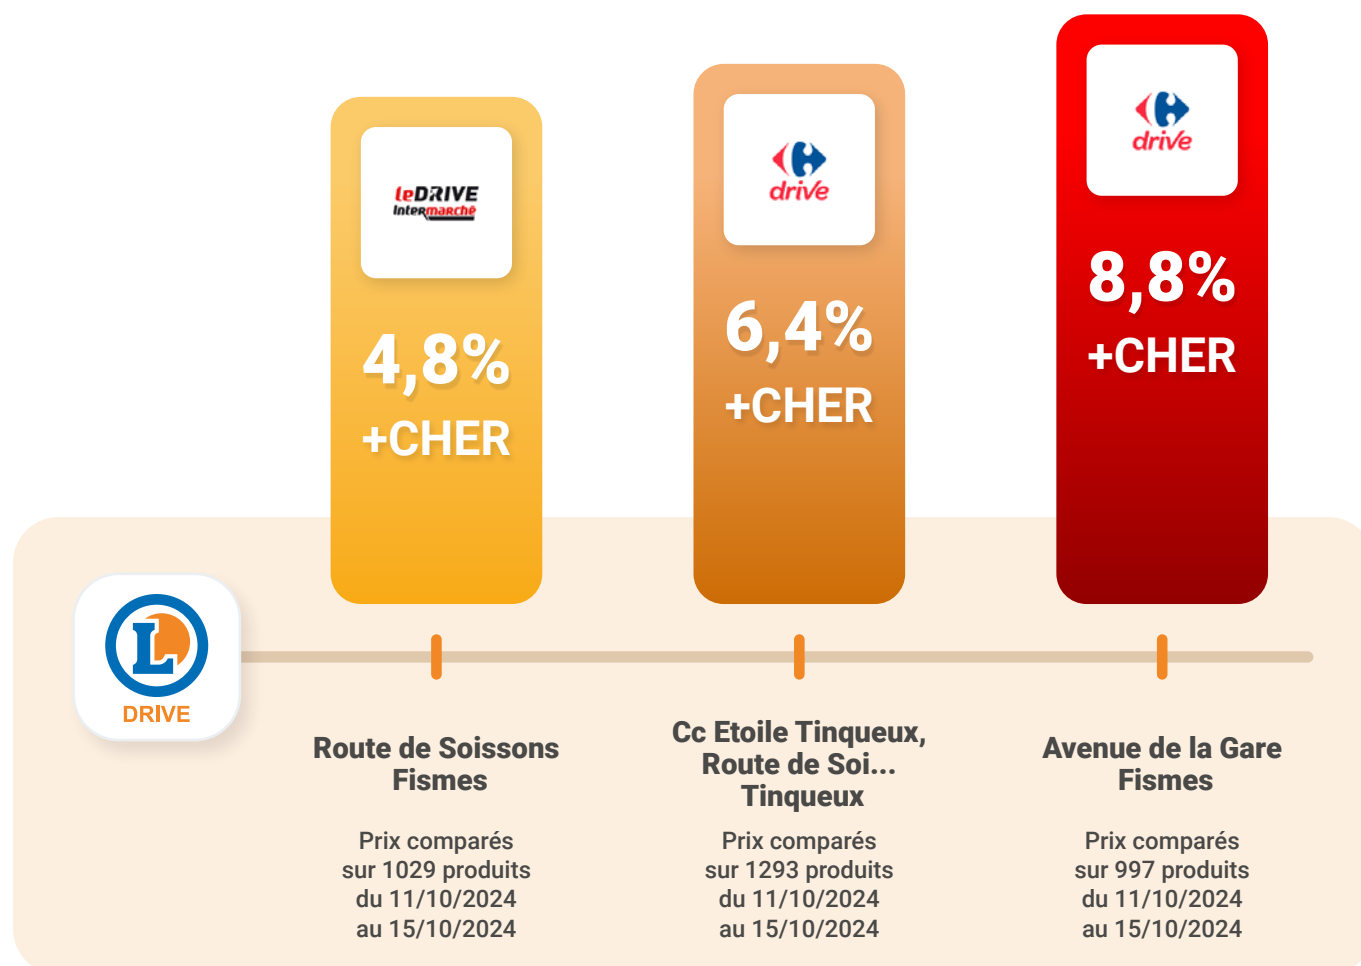 leDRIVE
Intermarché
4,8%
+CHER
drive
6,4%
+CHER
drive
8,8%
+CHER
L
DRIVE
Route de Soissons
Fismes
Prix comparés
sur 1029 produits
du 11/10/2024
au 15/10/2024
Cc Etoile Tinqueux,
Route de Soi...
Tinqueux
Prix comparés
sur 1293 produits
du 11/10/2024
au 15/10/2024
Avenue de la Gare
Fismes
Prix comparés
sur 997 produits
du 11/10/2024
au 15/10/2024